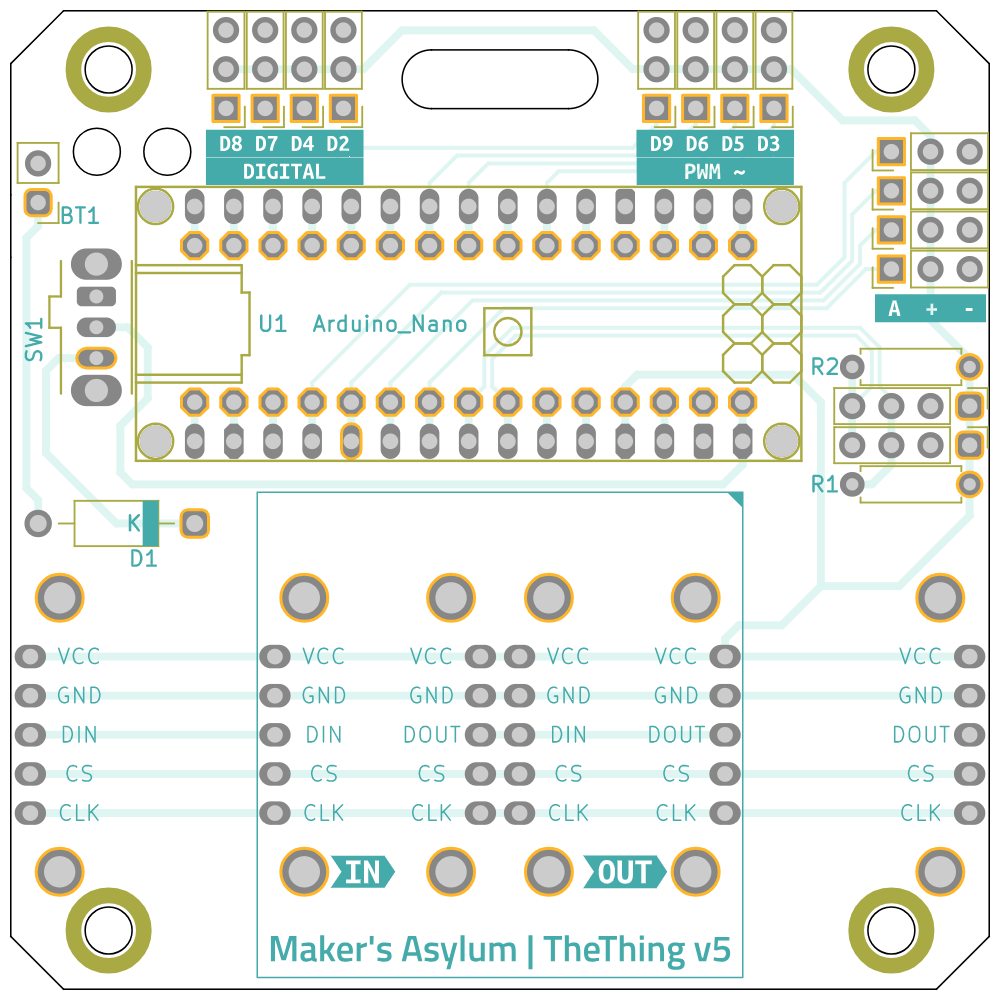 D8 D7 D4 D2
DIGITAL
D9 D6 D5 D3
PWM ~
BT1
A + -
SW1
U1 Arduino_Nano
R2
R1
K
D1
VCC VCC VCC VCC VCC VCC
GND GND GND GND GND GND
DIN DIN DOUT DIN DOUT DOUT
CS CS CS CS CS CS
CLK CLK CLK CLK CLK CLK
IN OUT
Maker's Asylum | TheThing v5